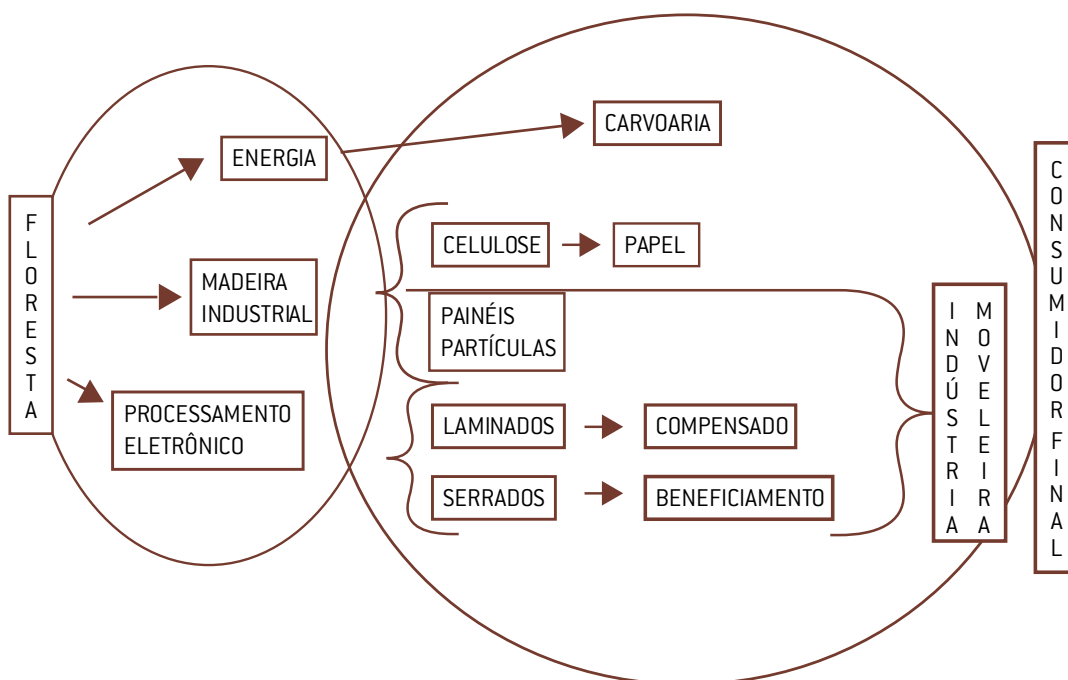 FLORESTA
ENERGIA
CARVOARIA
MADEIRA
INDUSTRIAL
PROCESSAMENTO
ELETRÔNICO
CELULOSE
PAPEL
PAINÉIS
PARTÍCULAS
LAMINADOS
COMPENSADO
SERRADOS
BENEFICIAMENTO
INDÚSTRIA
MOVELEIRA
CONSUMIDOR FINAL